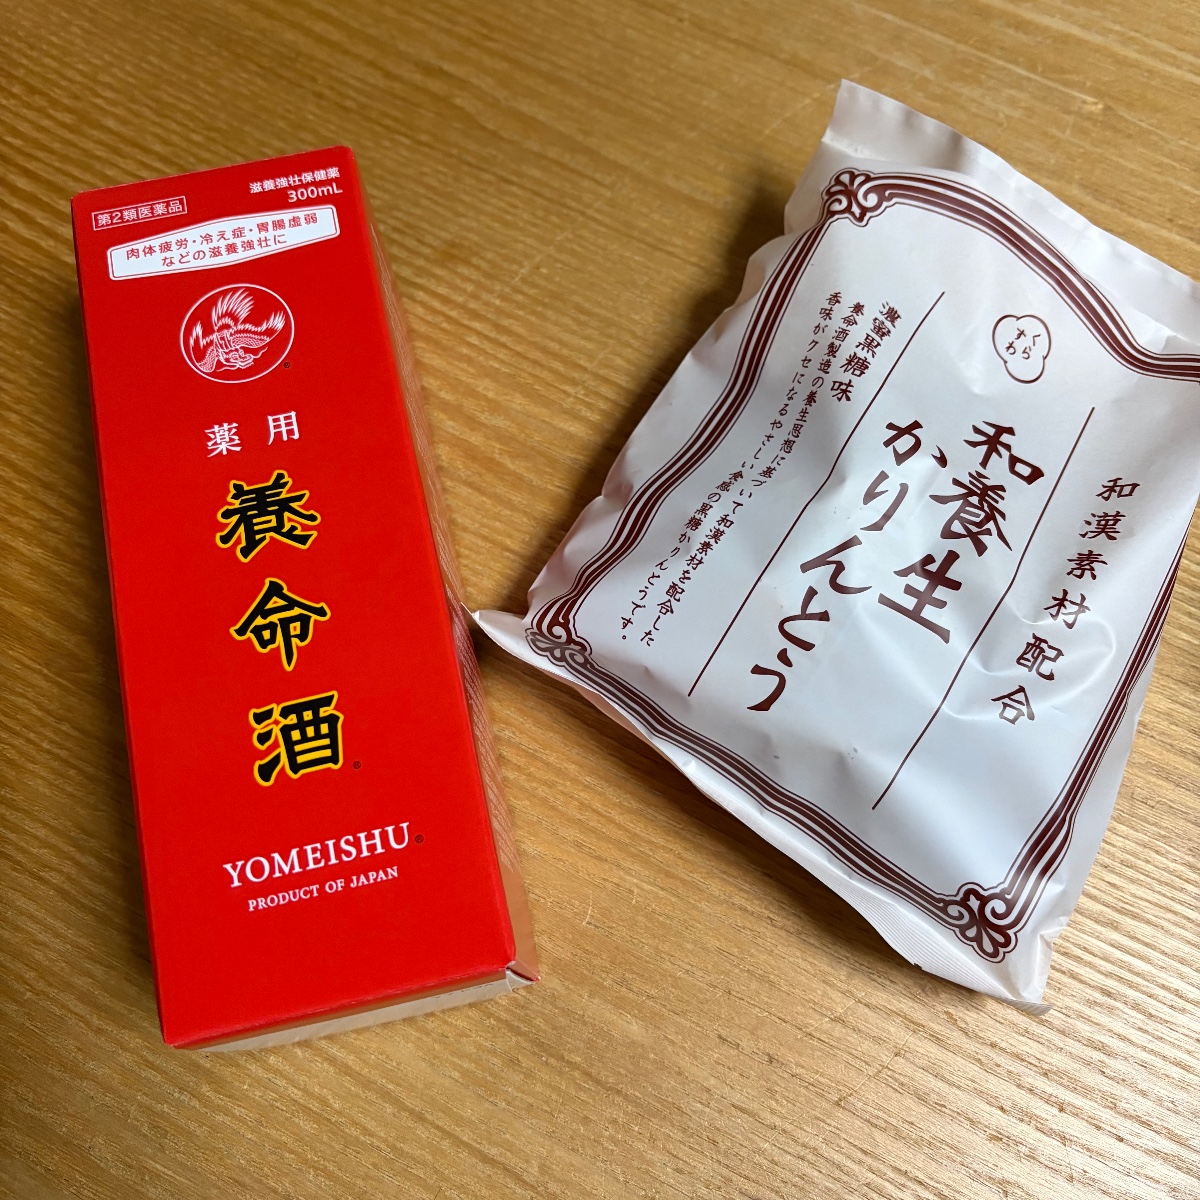 第2類医薬品
滋養強壮保健薬
300mL
肉体疲労・冷え症・胃腸虚弱
などの滋養強壮に
薬用
養命酒
YOMEISHU
PRODUCT OF JAPAN
和漢素材配合
くらすわ
和養生
かりんとう
濃蜜黒糖味
養命酒製造の養生思想に基づいて和漢素材を配合した
香味がクセになるやさしい食感の黒糖かりんとうです。